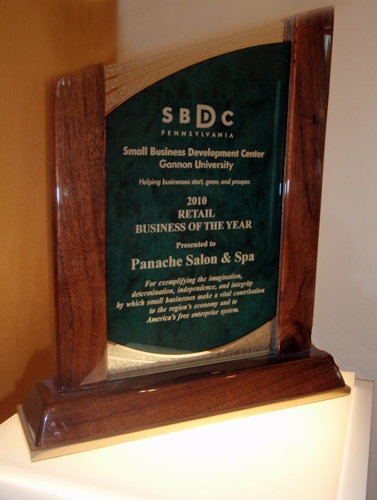 SBDC
PENNSYLVANIA
Small Business Development Center
Gannon University
Helping businesses start, grow, and prosper.
2010
RETAIL
BUSINESS OF THE YEAR
Presented to
Panache Salon & Spa
For exemplifying the imagination,
determination, independence, and integrity
by which small businesses make a vital contribution
to the region's economy and to
America's free enterprise system.